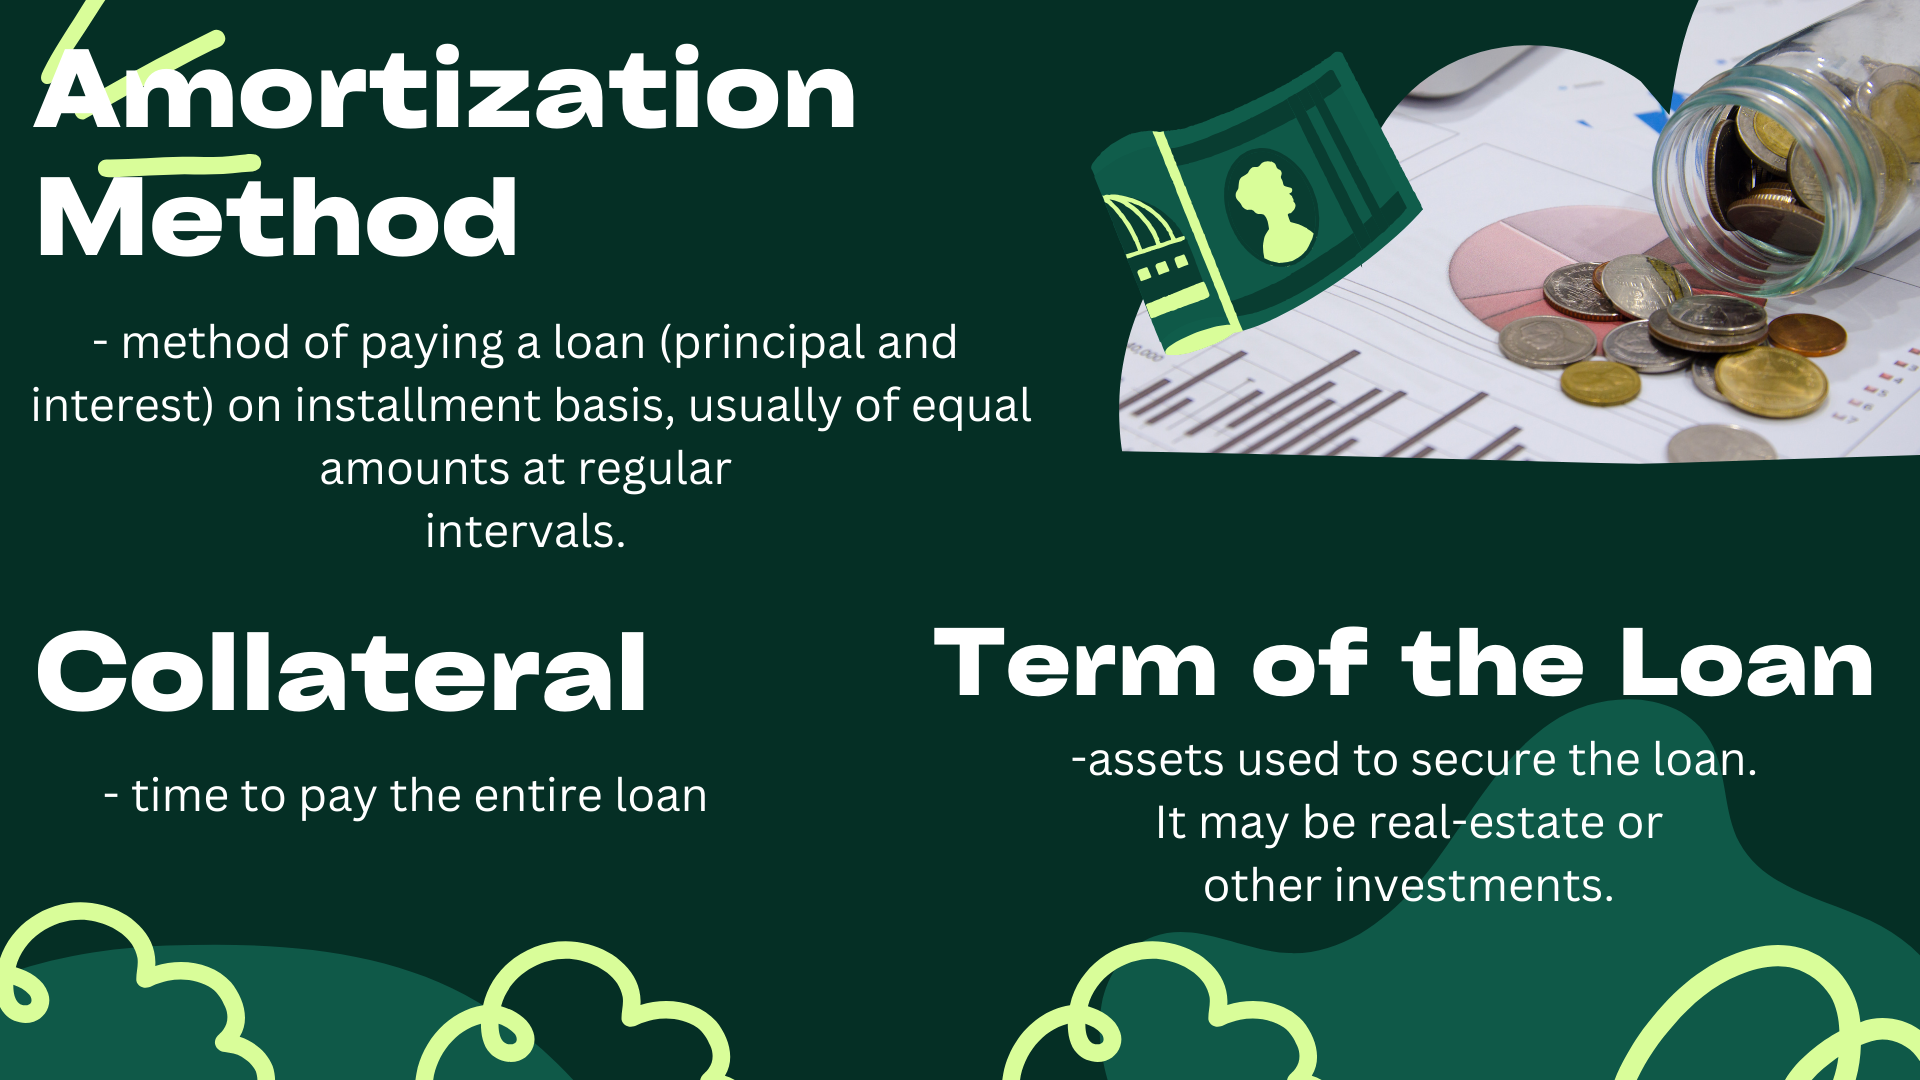 Amortization
Method
- method of paying a loan (principal and
interest) on installment basis, usually of equal
amounts at regular
intervals.
Collateral
- time to pay the entire loan
Term of the Loan
-assets used to secure the loan.
It may be real-estate or
other investments.